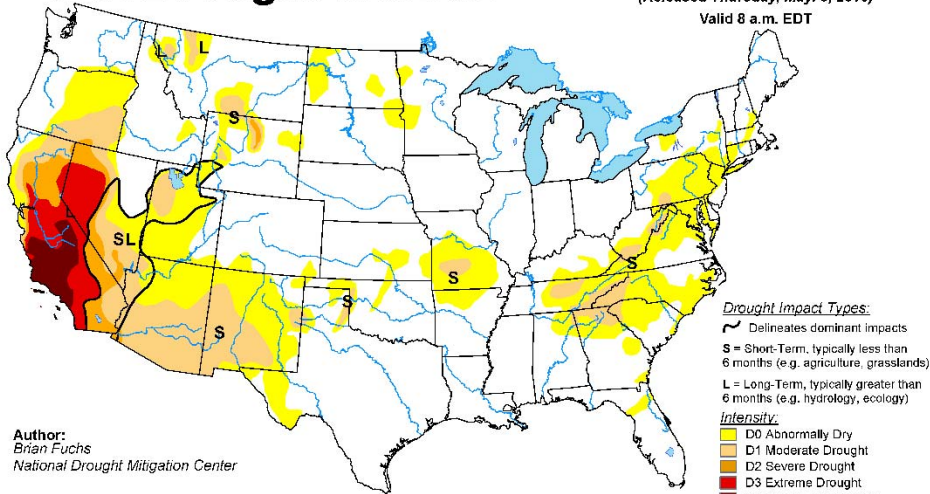 Valid 8 a.m. EDT
L
L
S
SL
S
S
S
S
Drought Impact Types:
Delineates dominant impacts
S = Short-Term, typically less than
6 months (e.g. agriculture, grasslands)
L = Long-Term, typically greater than
6 months (e.g. hydrology, ecology)
Intensity:
D0 Abnormally Dry
D1 Moderate Drought
D2 Severe Drought
D3 Extreme Drought
Author:
Brian Fuchs
National Drought Mitigation Center